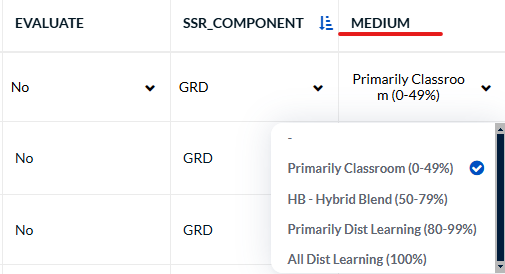 EVALUATE SSR_COMPONENT MEDIUM
No GRD Primarily Classroo
m (0-49%)
-
No GRD Primarily Classroom (0-49%)
HB - Hybrid Blend (50-79%)
No GRD Primarily Dist Learning (80-99%)
All Dist Learning (100%)